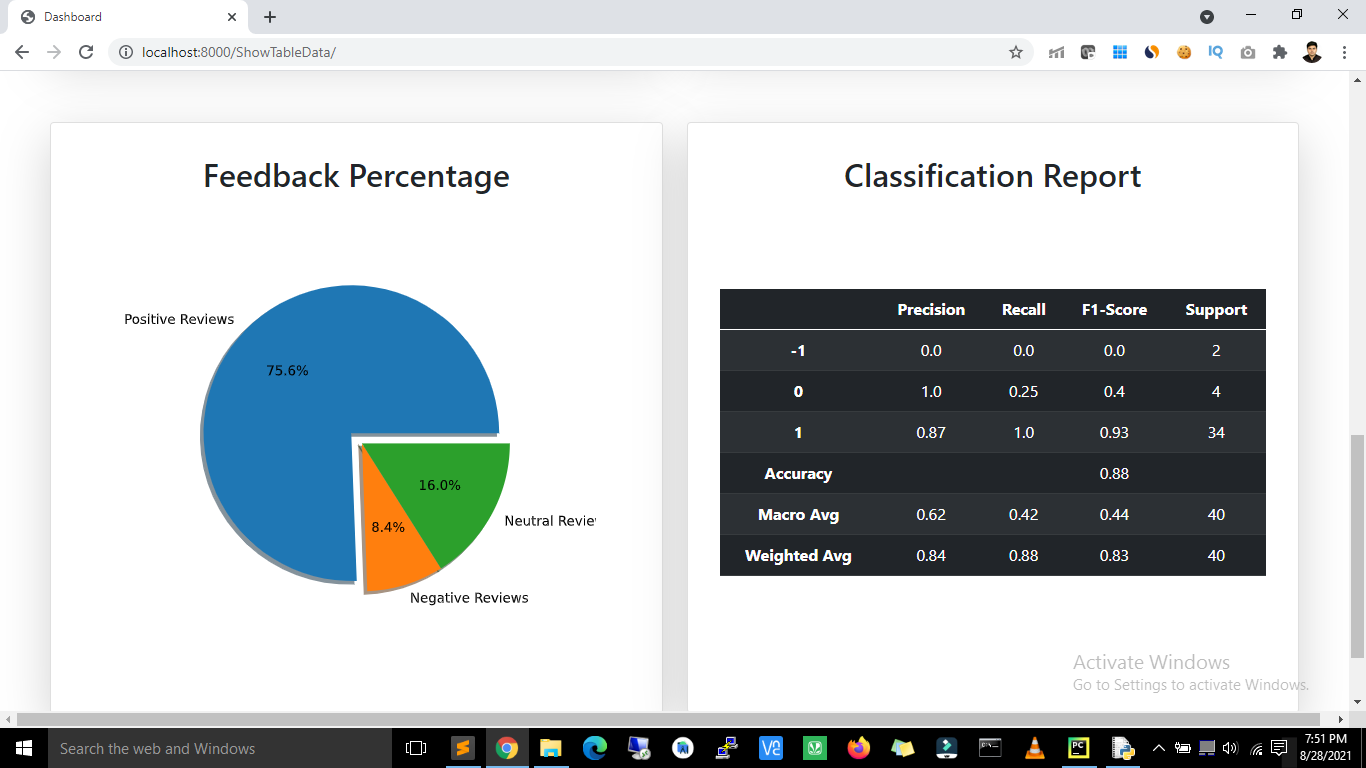 Dashboard
localhost:8000/ShowTableData/
IQ
Feedback Percentage
Positive Reviews
75.6%
16.0%
8.4%
Neutral Review
Negative Reviews
Classification Report
Precision Recall F1-Score Support
-1 0.0 0.0 0.0 2
0 1.0 0.25 0.4 4
1 0.87 1.0 0.93 34
Accuracy 0.88
Macro Avg 0.62 0.42 0.44 40
Weighted Avg 0.84 0.88 0.83 40
Activate Windows
Go to Settings to activate Windows.
Search the web and Windows
PC
7:51 PM
8/28/2021